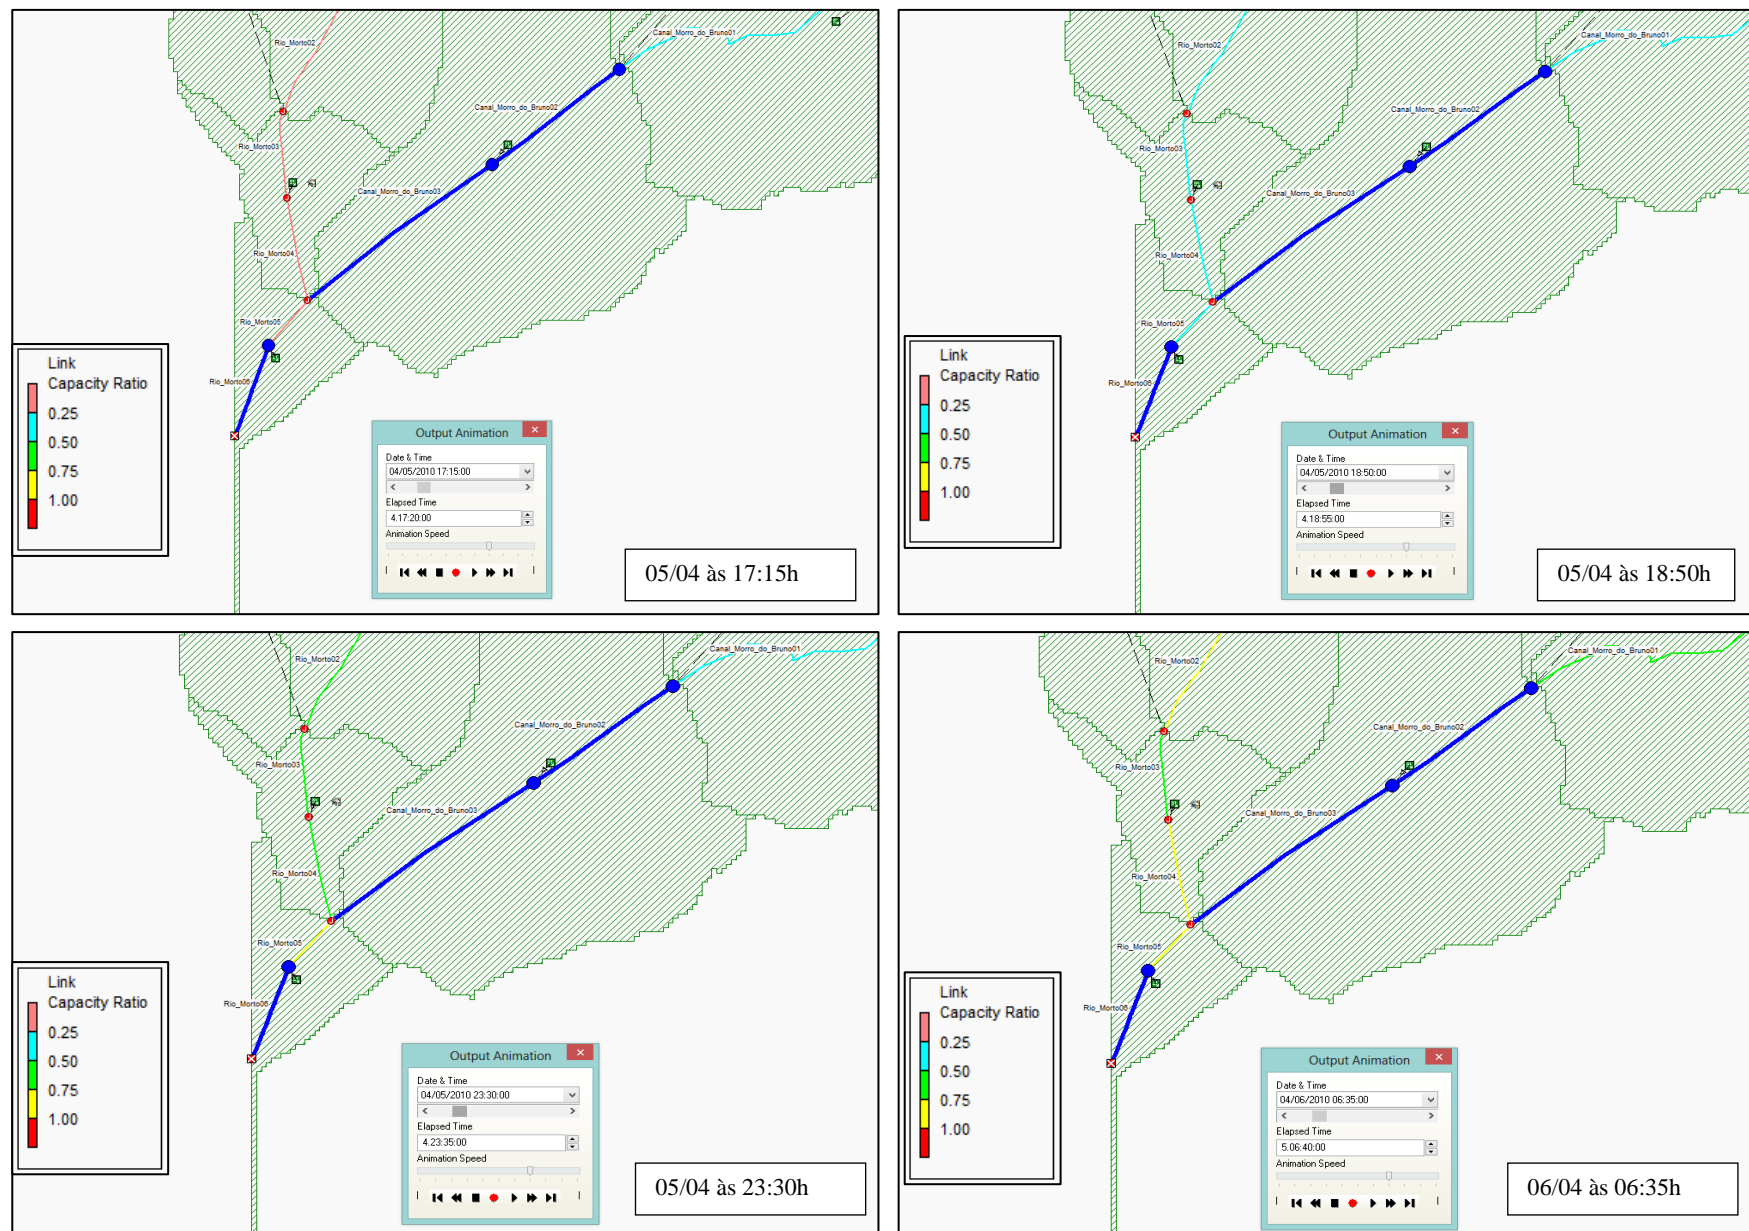 Canal_Morro_do_Bruno01
Rio_Morto02
Canal_Morro_do_Bruno02
Rio_Morto03
Canal_Morro_do_Bruno03
Rio_Morto04
Rio_Morto05
Rio_Morto06
Link
Capacity Ratio
0.25
0.50
0.75
1.00
Output Animation
Date & Time
04/05/2010 17:15:00
Elapsed Time
4.17:20:00
Animation Speed
05/04 às 17:15h
Canal_Morro_do_Bruno01
Rio_Morto02
Canal_Morro_do_Bruno02
Rio_Morto03
Canal_Morro_do_Bruno03
Rio_Morto04
Rio_Morto05
Rio_Morto06
Link
Capacity Ratio
0.25
0.50
0.75
1.00
Output Animation
Date & Time
04/05/2010 18:50:00
Elapsed Time
4.18:55:00
Animation Speed
05/04 às 18:50h
Canal_Morro_do_Bruno01
Rio_Morto02
Canal_Morro_do_Bruno02
Rio_Morto03
Canal_Morro_do_Bruno03
Rio_Morto04
Rio_Morto05
Rio_Morto06
Link
Capacity Ratio
0.25
0.50
0.75
1.00
Output Animation
Date & Time
04/05/2010 23:30:00
Elapsed Time
4.23:35:00
Animation Speed
05/04 às 23:30h
Canal_Morro_do_Bruno01
Rio_Morto02
Canal_Morro_do_Bruno02
Rio_Morto03
Canal_Morro_do_Bruno03
Rio_Morto04
Rio_Morto05
Rio_Morto06
Link
Capacity Ratio
0.25
0.50
0.75
1.00
Output Animation
Date & Time
04/06/2010 06:35:00
Elapsed Time
5.06:40:00
Animation Speed
06/04 às 06:35h